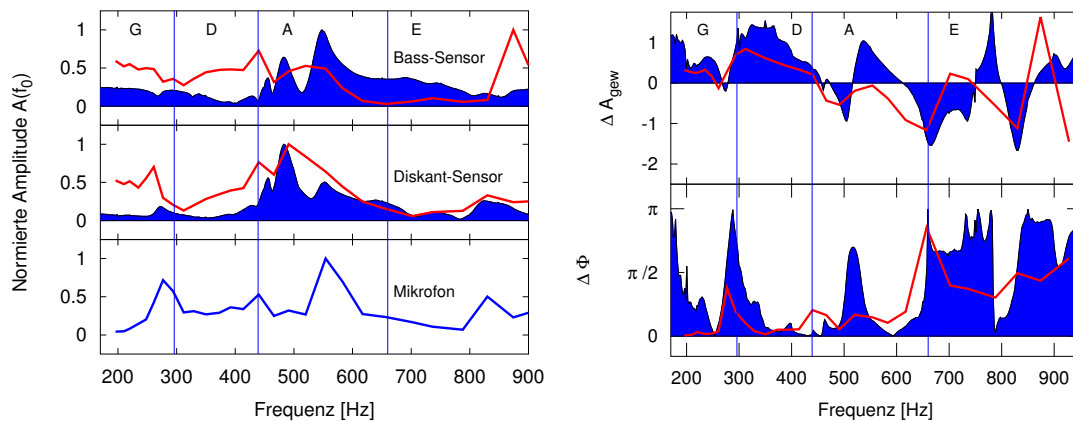 G D A E
1
0.5
0
Bass-Sensor
1
0.5
0
Diskant-Sensor
1
0.5
0
Mikrofon
Normierte Amplitude A(f0)
200 300 400 500 600 700 800 900
Frequenz [Hz]
G D A E
1
0
-1
-2
Δ Agew
π
π /2
0
Δ Φ
200 300 400 500 600 700 800 900
Frequenz [Hz]